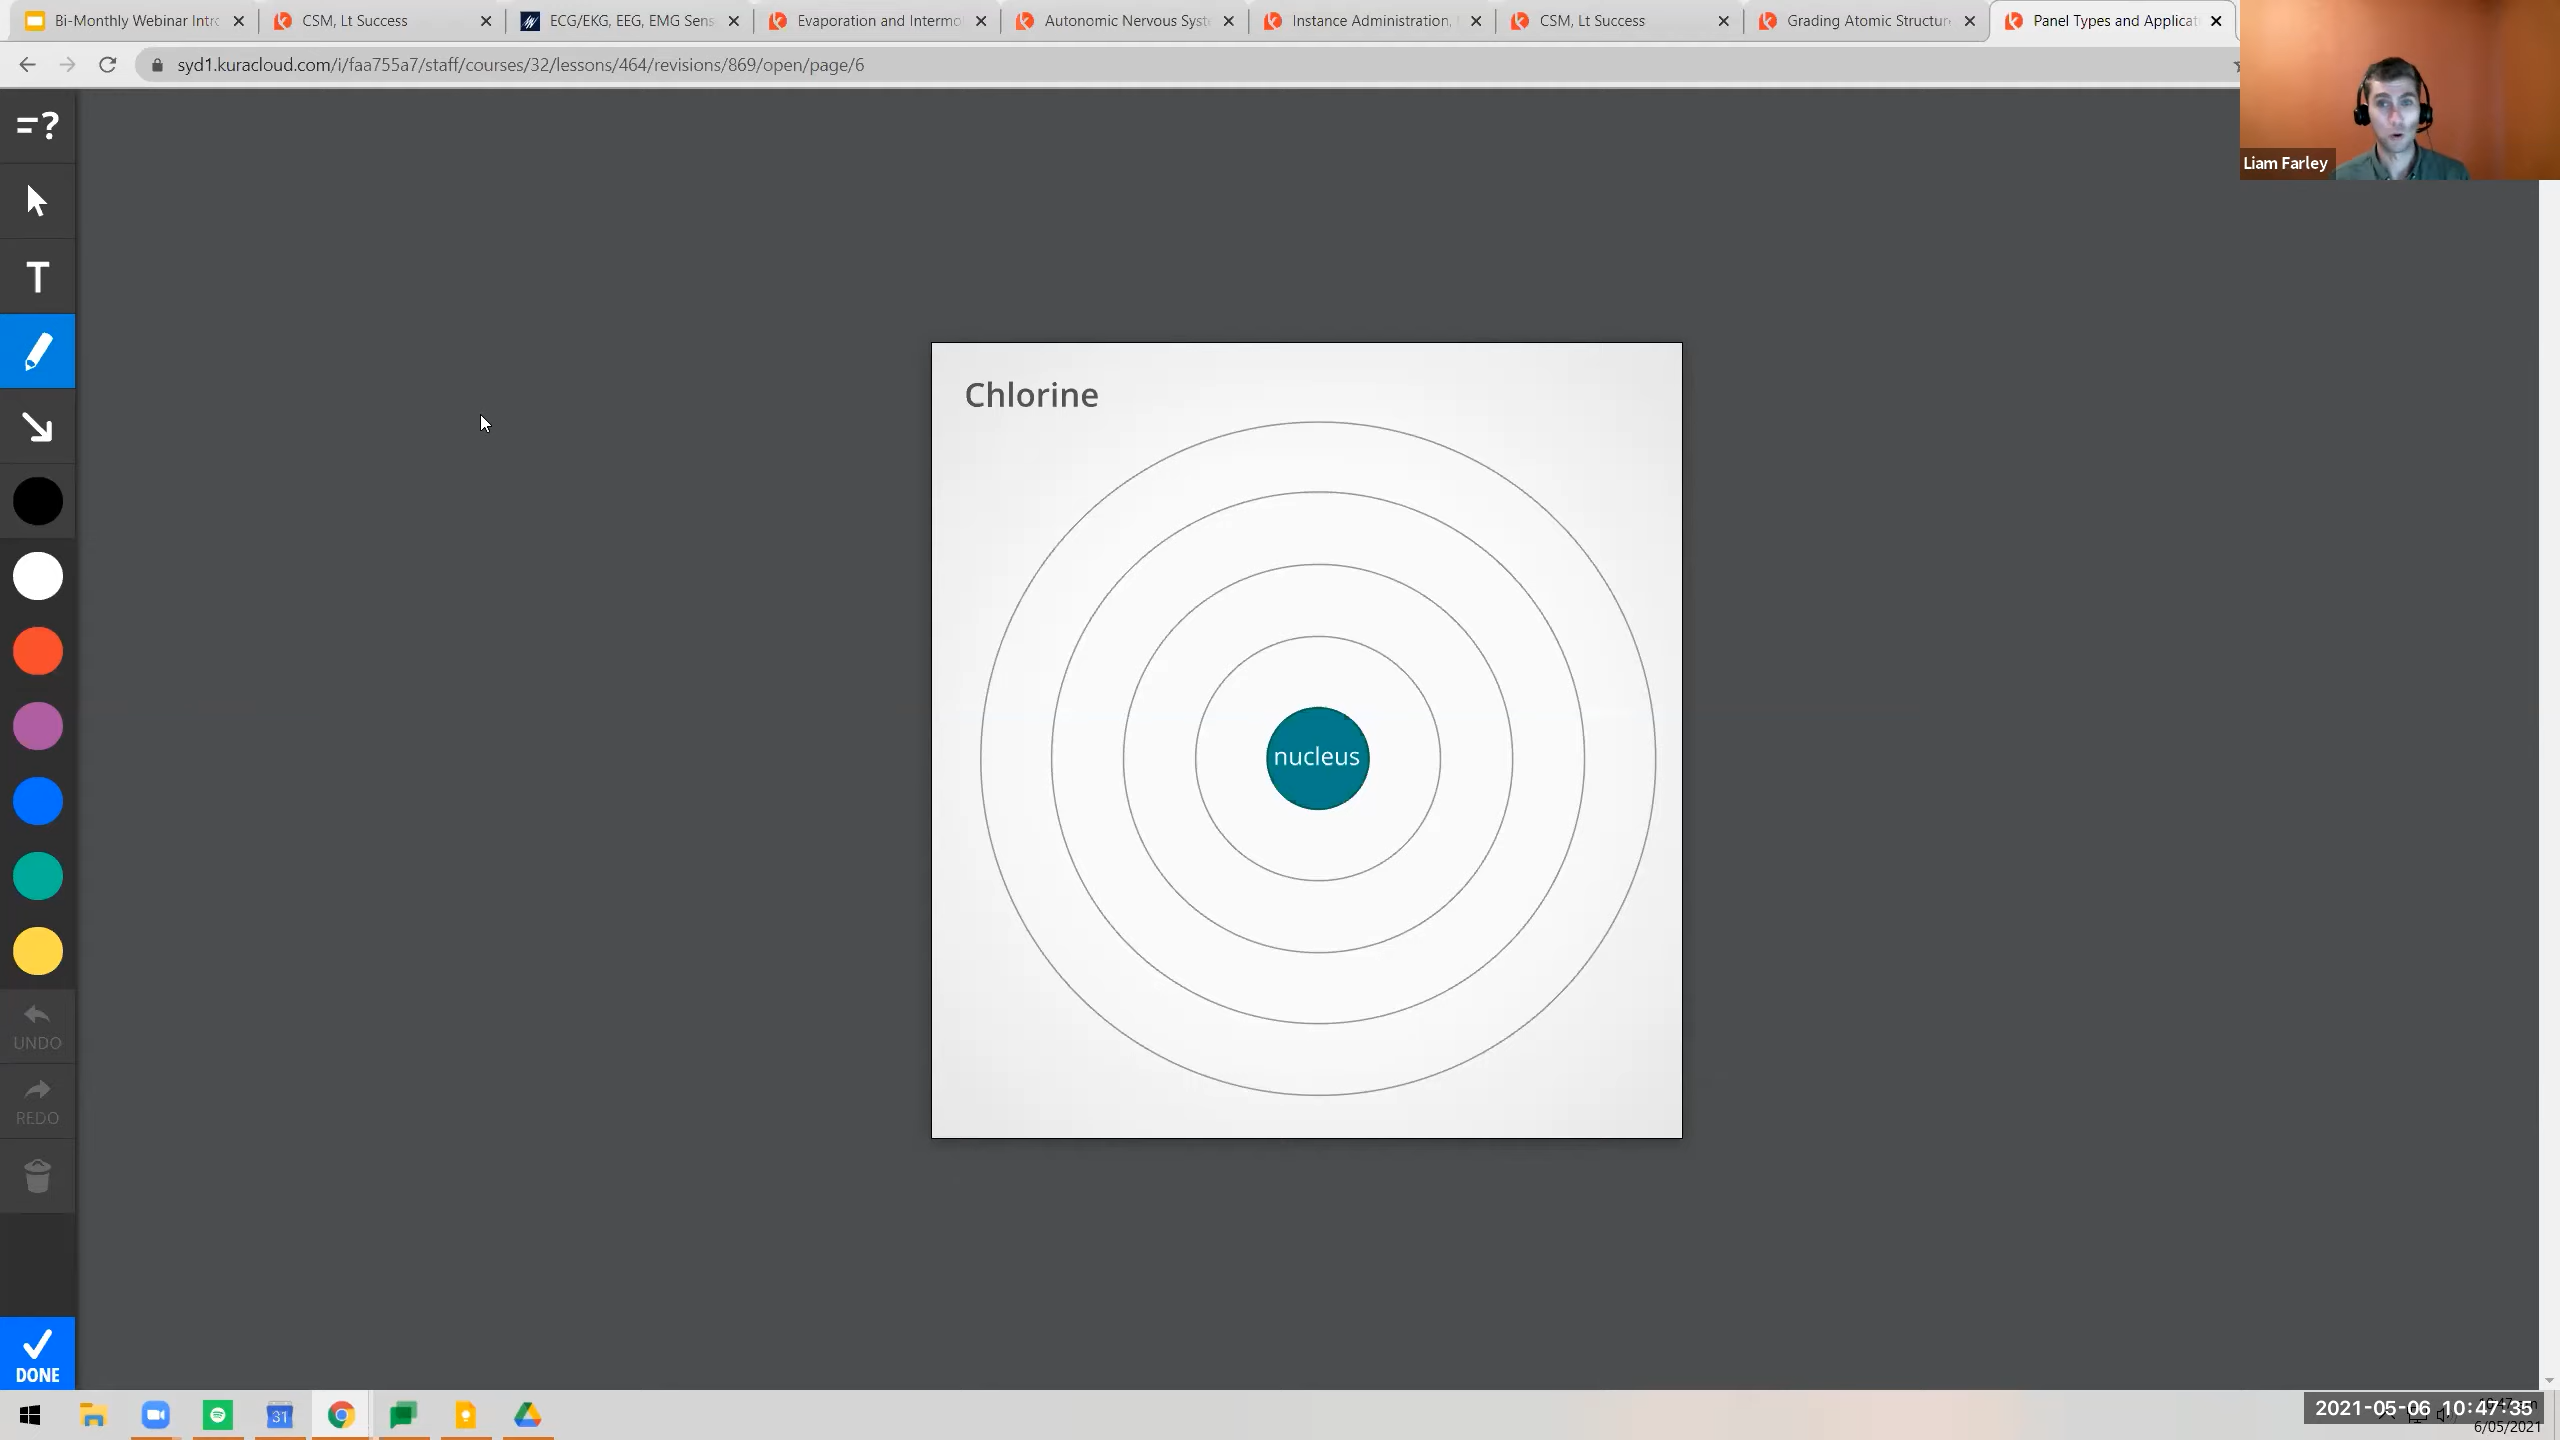 Bi-Monthly Webinar Intr
CSM, Lt Success
ECG/EKG, EEG, EMG Sens
Evaporation and Intermo
Autonomic Nervous Syst
Instance Administration,
CSM, Lt Success
Grading Atomic Structur
Panel Types and Applicat
syd1.kuracloud.com/i/faa755a7/staff/courses/32/lessons/464/revisions/869/open/page/6
Liam Farley
=?
T
Chlorine
nucleus
UNDO
REDO
DONE
31
2021-05-06 10:47:35
6/05/2021